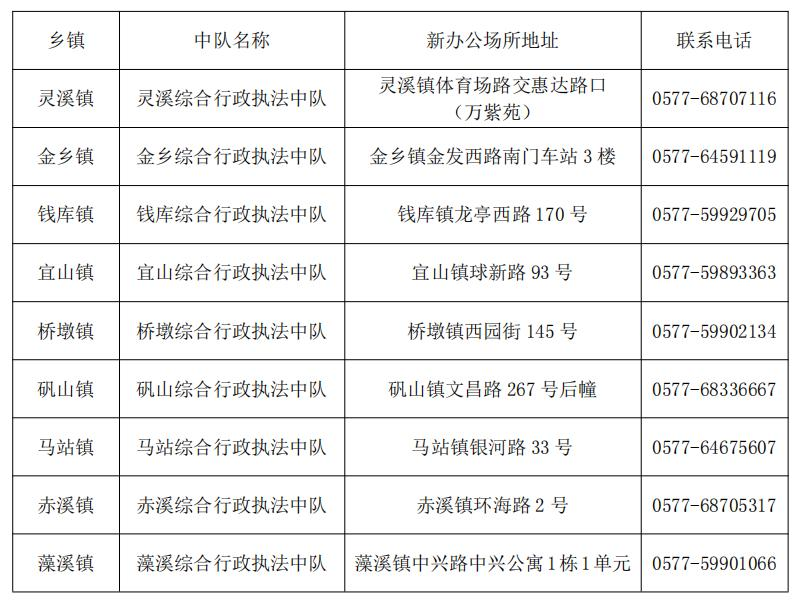 乡镇 中队名称 新办公场所地址 联系电话
灵溪镇 灵溪综合行政执法中队 灵溪镇体育场路交惠达路口 0577-68707116
（万紫苑）
金乡镇 金乡综合行政执法中队 金乡镇金发西路南门车站 3 楼 0577-64591119
钱库镇 钱库综合行政执法中队 钱库镇龙亭西路 170 号 0577-59929705
宜山镇 宜山综合行政执法中队 宜山镇球新路 93 号 0577-59893363
桥墩镇 桥墩综合行政执法中队 桥墩镇西园街 145 号 0577-59902134
矾山镇 矾山综合行政执法中队 矾山镇文昌路 267 号后幢 0577-68336667
马站镇 马站综合行政执法中队 马站镇银河路 33 号 0577-64675607
赤溪镇 赤溪综合行政执法中队 赤溪镇环海路 2 号 0577-68705317
藻溪镇 藻溪综合行政执法中队 藻溪镇中兴路中兴公寓 1 栋 1 单元 0577-59901066